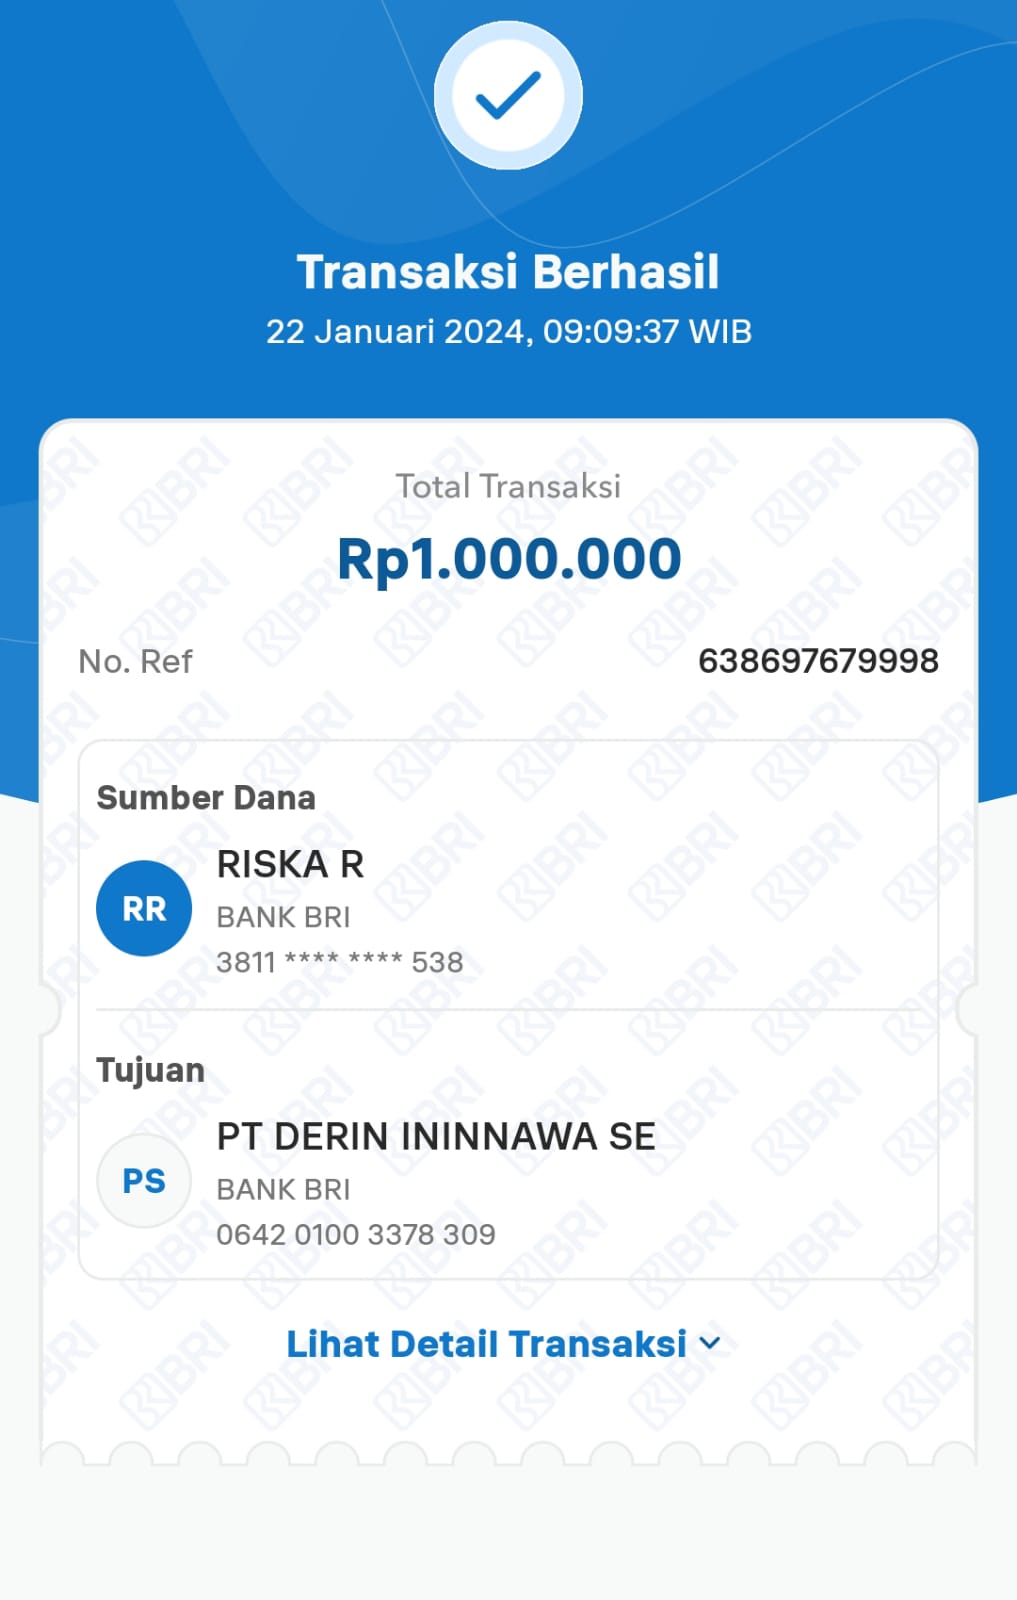 Transaksi Berhasil
22 Januari 2024, 09:09:37 WIB
Total Transaksi
Rp1.000.000
No. Ref 638697679998
Sumber Dana
RR
RISKA R
BANK BRI
3811 **** **** 538
Tujuan
PS
PT DERIN ININNAWA SE
BANK BRI
0642 0100 3378 309
Lihat Detail Transaksi
BRI